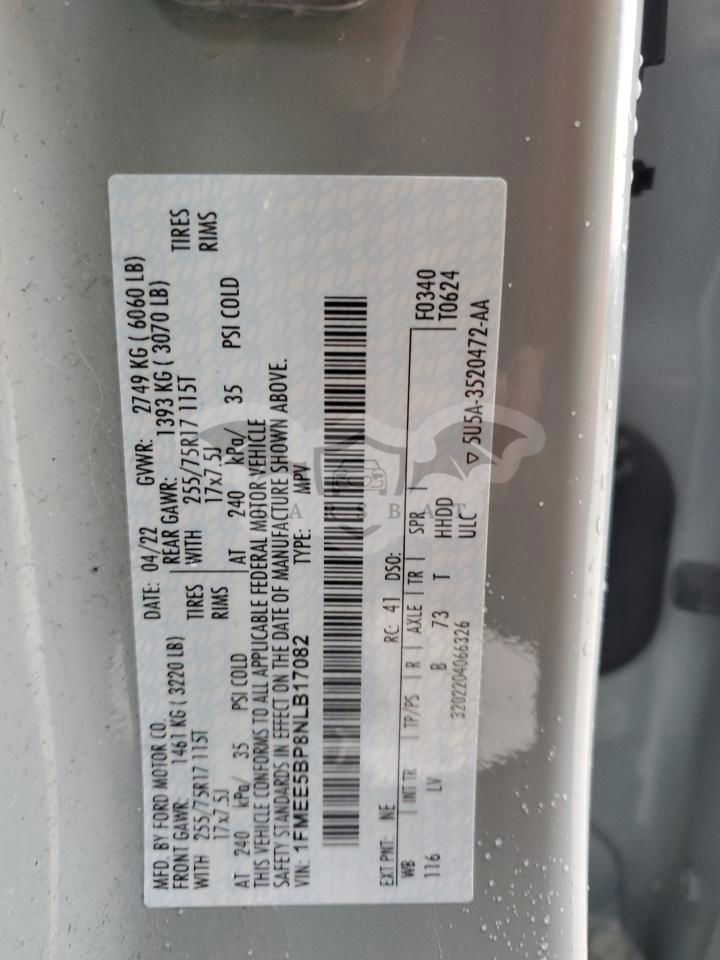 MFD. BY FORD MOTOR CO.
DATE: 04/22 GVWR: 2749 KG ( 6060 LB)
FRONT GAWR: 1461 KG ( 3220 LB) REAR GAWR: 1393 KG ( 3070 LB)
WITH 255/75R17 115T TIRES WITH 255/75R17 115T TIRES
17x7.5J RIMS 17x7.5J RIMS
AT 240 kPa/ 35 PSI COLD AT 240 kPa/ 35 PSI COLD
THIS VEHICLE CONFORMS TO ALL APPLICABLE FEDERAL MOTOR VEHICLE
SAFETY STANDARDS IN EFFECT ON THE DATE OF MANUFACTURE SHOWN ABOVE.
VIN: 1FMEE5BP8NLB17082 TYPE: MPV
EXT PNT: NE RC: 41 DSO:
WB INT TR TP/PS R AXLE TR SPR F0340
116 LV B 73 T HHDD T0624
3202204066326 ULC ▽ 5U5A-3520472-AA